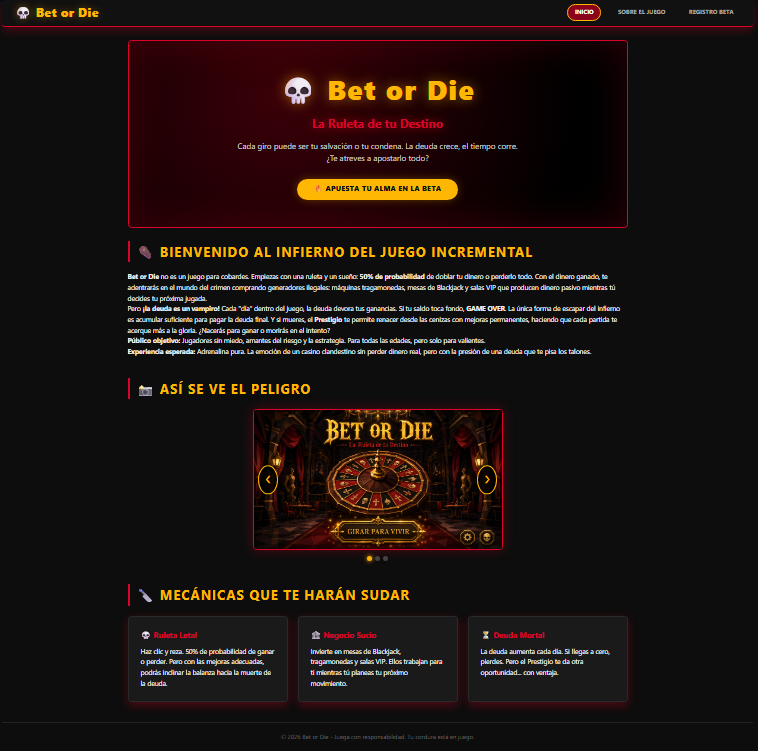 Bet or Die
INICIO
SOBRE EL JUEGO
REGISTRO BETA
Bet or Die
La Ruleta de tu Destino
Cada giro puede ser tu salvación o tu condena. La deuda crece, el tiempo corre.
¿Te atreves a apostarlo todo?
APUESTA TU ALMA EN LA BETA
BIENVENIDO AL INFIERNO DEL JUEGO INCREMENTAL
Bet or Die no es un juego para cobardes. Empiezas con una ruleta y un sueño: 50% de probabilidad de doblar tu dinero o perderlo todo. Con el dinero ganado, te
adentrarás en el mundo del crimen comprando generadores ilegales: máquinas tragamonedas, mesas de Blackjack y salas VIP que producen dinero pasivo mientras tú
decides tu próxima jugada.
Pero ¡la deuda es un vampiro! Cada "día" dentro del juego, la deuda devora tus ganancias. Si tu saldo toca fondo, GAME OVER. La única forma de escapar del infierno
es acumular suficiente para pagar la deuda final. Y si mueres, el Prestigio te permite renacer desde las cenizas con mejoras permanentes, haciendo que cada partida te
acerque más a la gloria. ¿Nacerás para ganar o morirás en el intento?
Público objetivo: Jugadores sin miedo, amantes del riesgo y la estrategia. Para todas las edades, pero solo para valientes.
Experiencia esperada: Adrenalina pura. La emoción de un casino clandestino sin perder dinero real, pero con la presión de una deuda que te pisa los talones.
ASÍ SE VE EL PELIGRO
BET OR DIE
La Ruleta de tu Destino
GIRAR PARA VIVIR
MECÁNICAS QUE TE HARÁN SUDAR
Ruleta Letal
Haz clic y reza. 50% de probabilidad de ganar
o perder. Pero con las mejoras adecuadas,
podrás inclinar la balanza hacia la muerte de
la deuda.
Negocio Sucio
Invierte en mesas de Blackjack,
tragamonedas y salas VIP. Ellos trabajan para
ti mientras tú planeas tu próximo
movimiento.
Deuda Mortal
La deuda aumenta cada día. Si llegas a cero,
pierdes. Pero el Prestigio te da otra
oportunidad... con ventaja.
© 2026 Bet or Die – Juega con responsabilidad. Tu cordura está en juego.